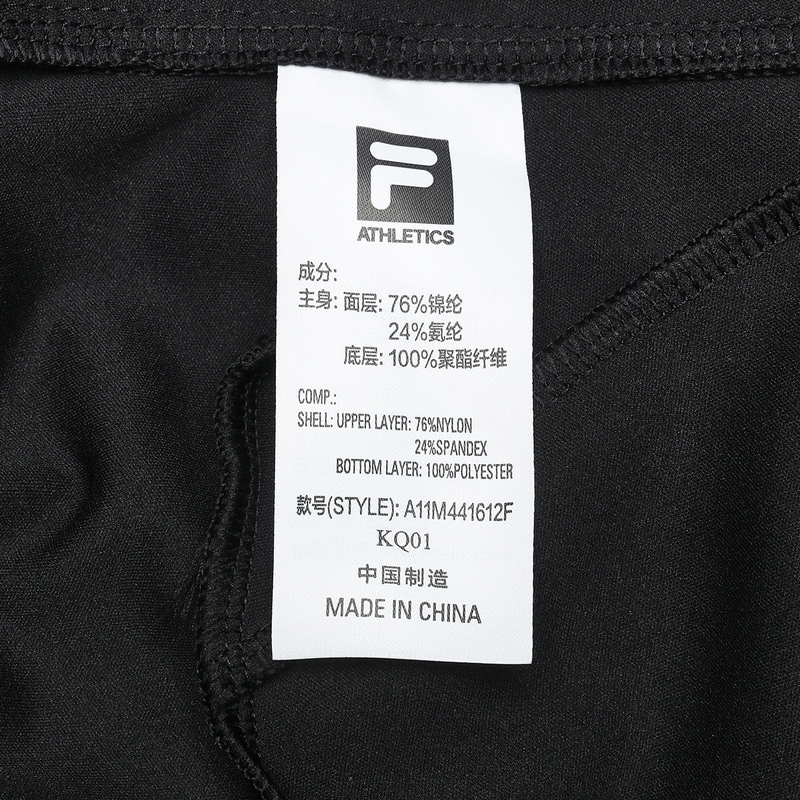 F
ATHLETICS
成分:
主身: 面层: 76%锦纶
24%氨纶
底层: 100%聚酯纤维
COMP.:
SHELL: UPPER LAYER: 76%NYLON
24%SPANDEX
BOTTOM LAYER: 100%POLYESTER
款号(STYLE): A11M441612F
KQ01
中国制造
MADE IN CHINA